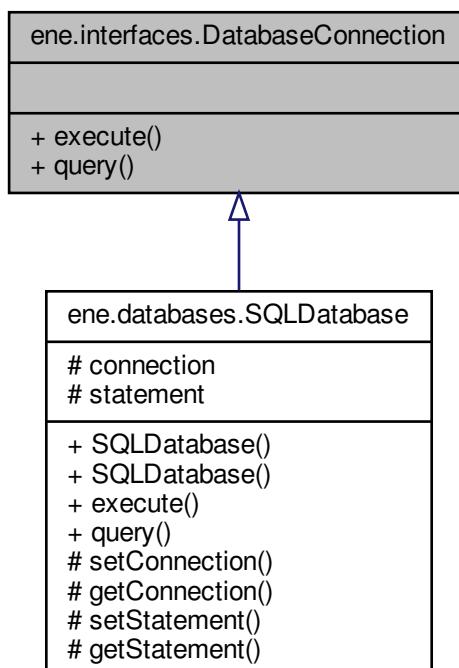 ene.interfaces.DatabaseConnection
+ execute()
+ query()
ene.databases.SQLDatabase
# connection
# statement
+ SQLDatabase()
+ SQLDatabase()
+ execute()
+ query()
# setConnection()
# getConnection()
# setStatement()
# getStatement()